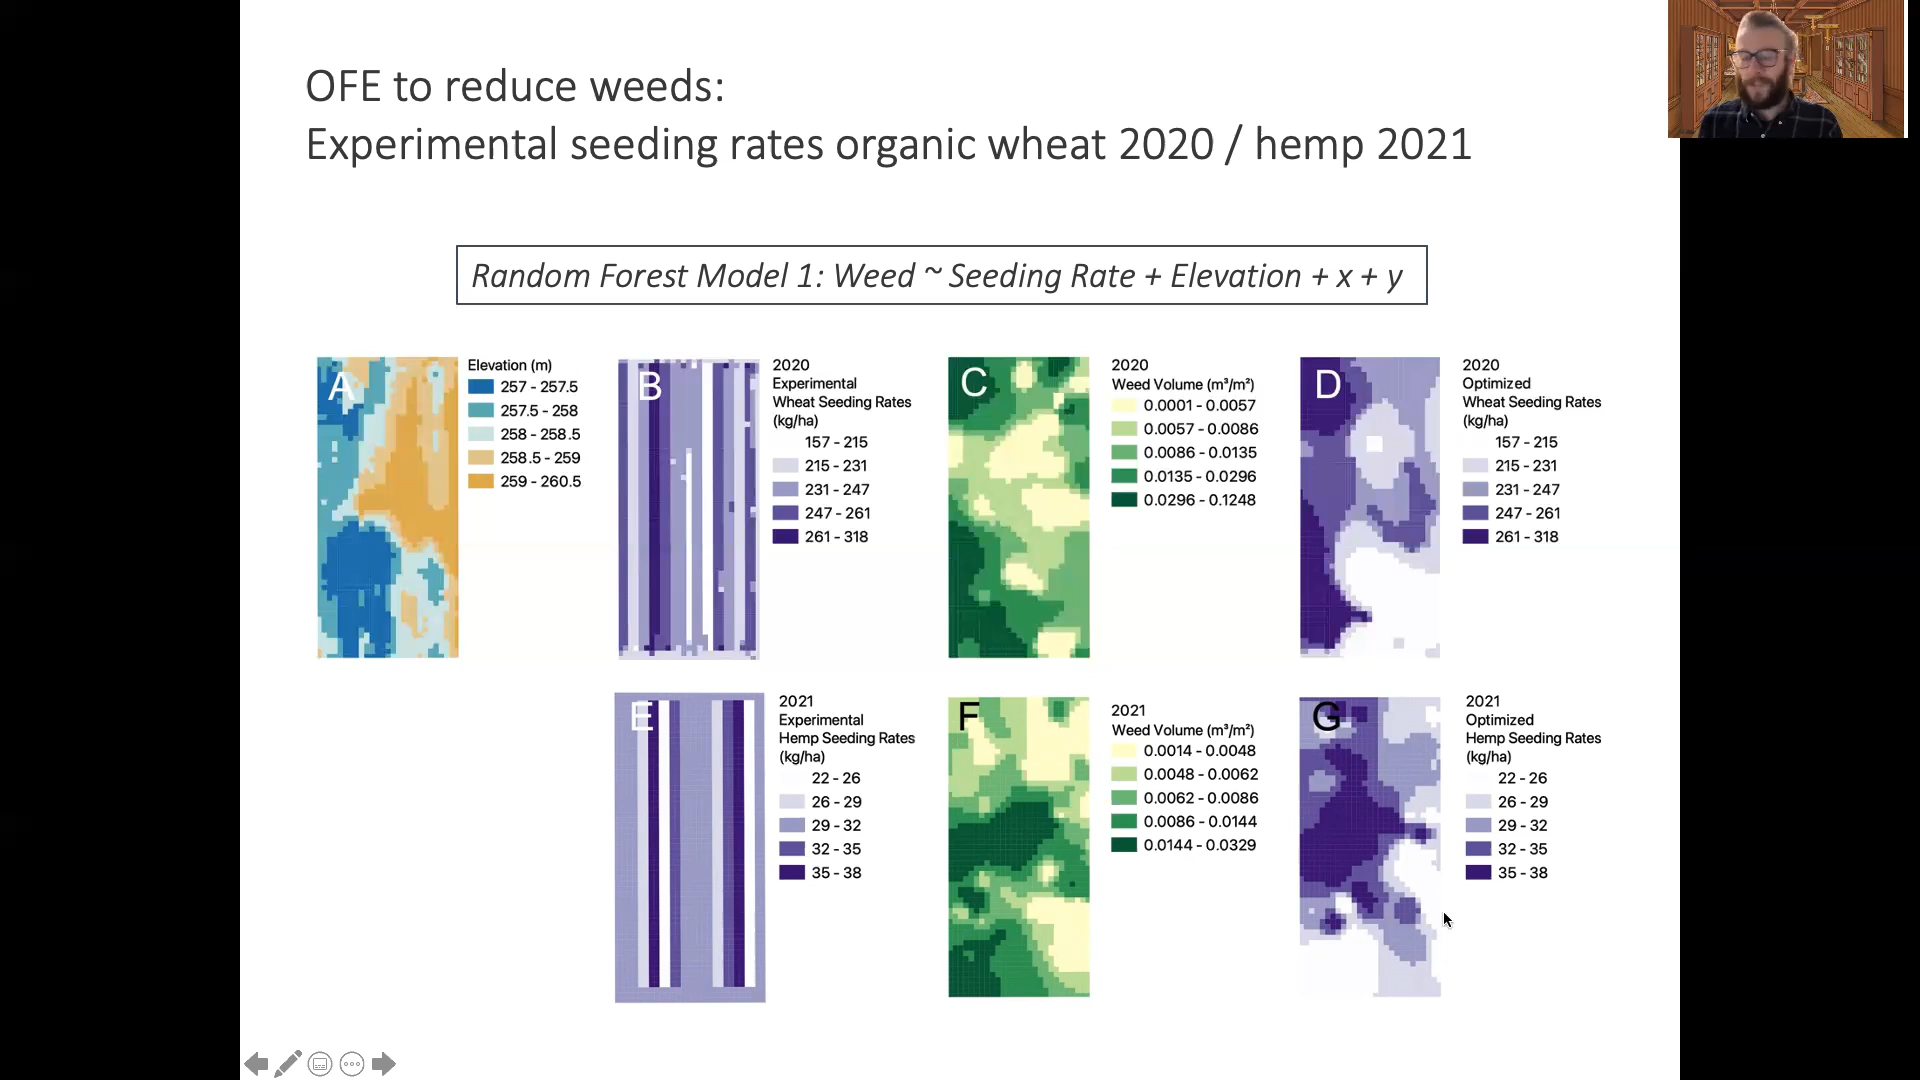 OFE to reduce weeds:
Experimental seeding rates organic wheat 2020 / hemp 2021
Random Forest Model 1: Weed ~ Seeding Rate + Elevation + x + y
A
Elevation (m)
257 - 257.5
257.5 - 258
258 - 258.5
258.5 - 259
259 - 260.5
B
2020
Experimental
Wheat Seeding Rates
(kg/ha)
157 - 215
215 - 231
231 - 247
247 - 261
261 - 318
C
2020
Weed Volume (m³/m²)
0.0001 - 0.0057
0.0057 - 0.0086
0.0086 - 0.0135
0.0135 - 0.0296
0.0296 - 0.1248
D
2020
Optimized
Wheat Seeding Rates
(kg/ha)
157 - 215
215 - 231
231 - 247
247 - 261
261 - 318
E
2021
Experimental
Hemp Seeding Rates
(kg/ha)
22 - 26
26 - 29
29 - 32
32 - 35
35 - 38
F
2021
Weed Volume (m³/m²)
0.0014 - 0.0048
0.0048 - 0.0062
0.0062 - 0.0086
0.0086 - 0.0144
0.0144 - 0.0329
G
2021
Optimized
Hemp Seeding Rates
(kg/ha)
22 - 26
26 - 29
29 - 32
32 - 35
35 - 38